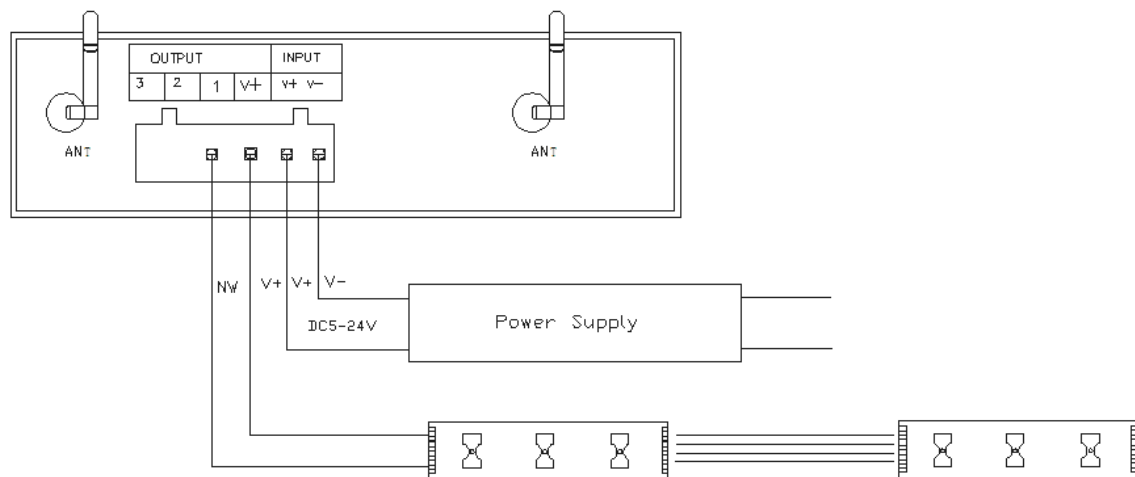 OUTPUT INPUT
3 2 1 V+ V+ V-
ANT ANT
NW V+ V+ V-
DC5-24V
Power Supply